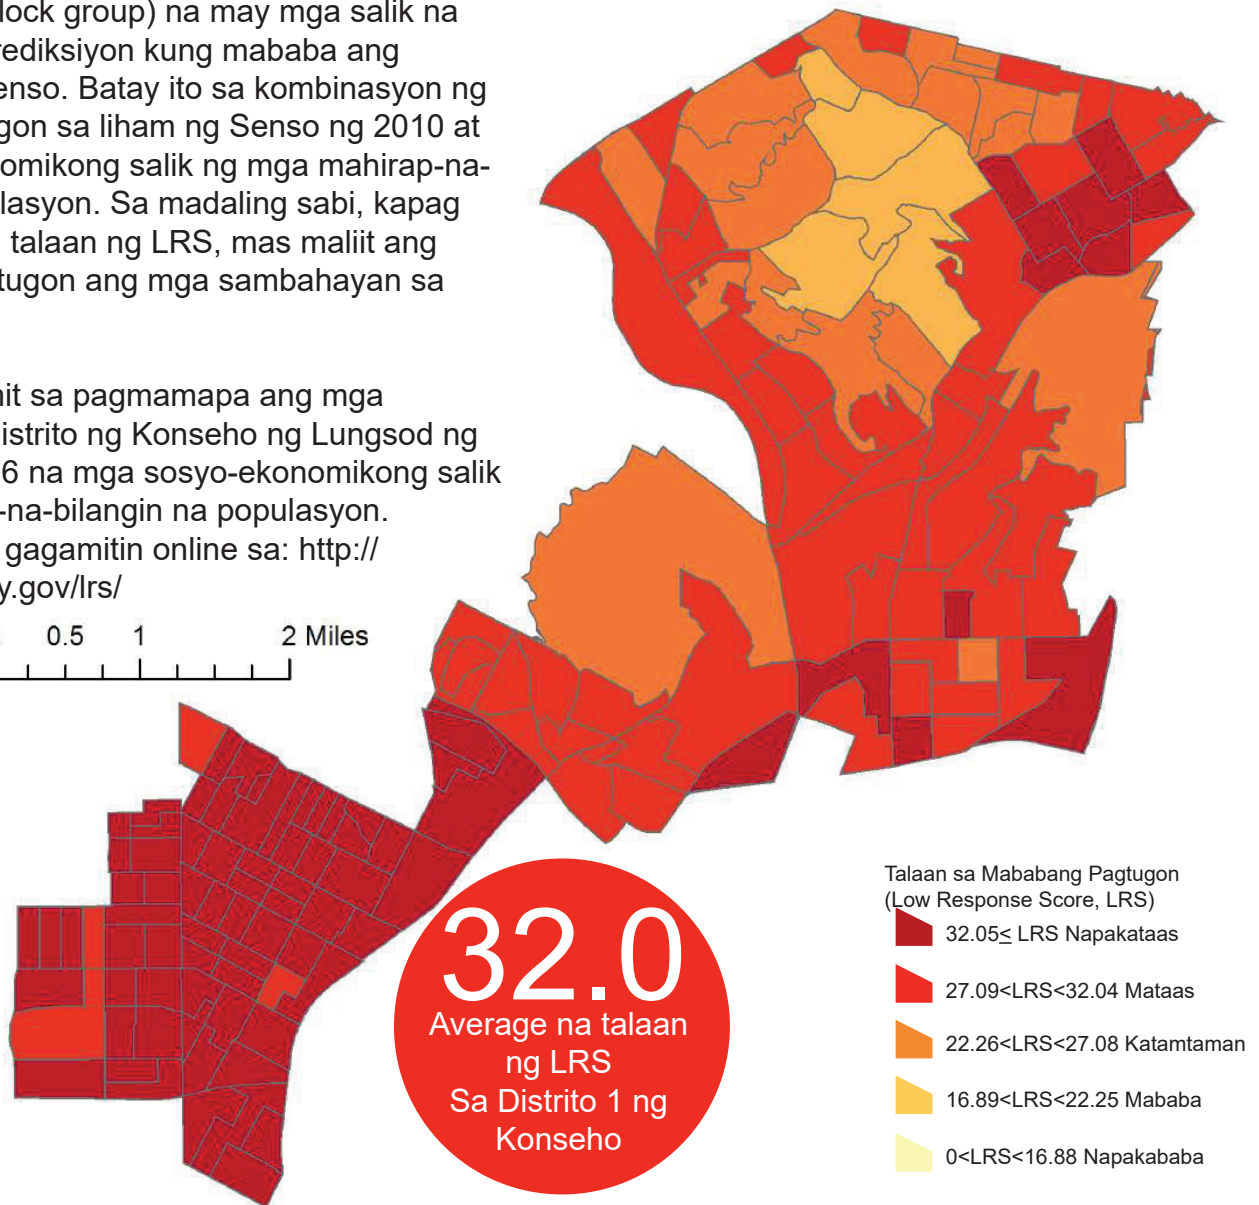 lock group) na may mga salik na
rediksiyon kung mababa ang
enso. Batay ito sa kombinasyon ng
gon sa liham ng Senso ng 2010 at
omikong salik ng mga mahirap-na-
lasyon. Sa madaling sabi, kapag
talaan ng LRS, mas maliit ang
tugon ang mga sambahayan sa
nit sa pagmamapa ang mga
istrito ng Konseho ng Lungsod ng
6 na mga sosyo-ekonomikong salik
-na-bilangin na populasyon.
gagamitin online sa: http://
y.gov/lrs/
0.5 1 2 Miles
32.0
Average na talaan
ng LRS
Sa Distrito 1 ng
Konseho
Talaan sa Mababang Pagtugon
(Low Response Score, LRS)
32.05≤ LRS Napakataas
27.09<LRS<32.04 Mataas
22.26<LRS<27.08 Katamtaman
16.89<LRS<22.25 Mababa
0<LRS<16.88 Napakababa